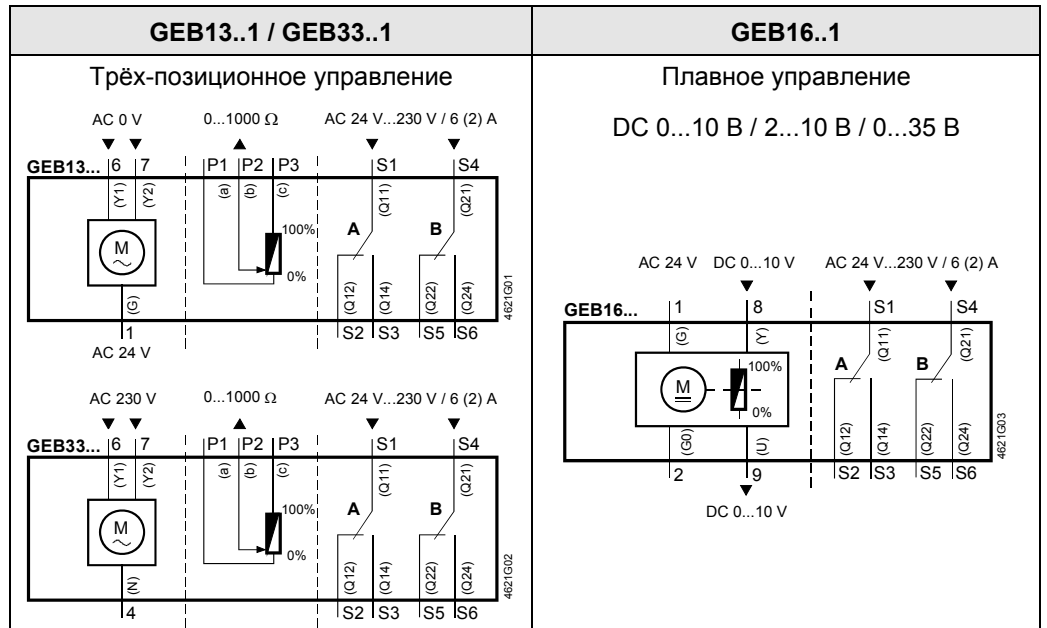 GEB13..1 / GEB33..1
Трёх-позиционное управление
AC 0 V 0...1000 Ω AC 24 V...230 V / 6 (2) A
GEB13... 6 7 P1 P2 P3 S1 S4
(Y1) (Y2) (a) (b) (c) (Q11) (Q21)
M A B
100%
0%
(G) (Q12) (Q14) (Q22) (Q24)
1 S2 S3 S5 S6
AC 24 V
4621G01
AC 230 V 0...1000 Ω AC 24 V...230 V / 6 (2) A
GEB33... 6 7 P1 P2 P3 S1 S4
(Y1) (Y2) (a) (b) (c) (Q11) (Q21)
M A B
100%
0%
(N) (Q12) (Q14) (Q22) (Q24)
4 S2 S3 S5 S6
4621G02
GEB16..1
Плавное управление
DC 0...10 В / 2...10 В / 0...35 В
AC 24 V DC 0...10 V AC 24 V...230 V / 6 (2) A
GEB16... 1 8 S1 S4
(G) (Y) (Q11) (Q21)
M A B
100%
0%
(G0) (U) (Q12) (Q14) (Q22) (Q24)
2 9 S2 S3 S5 S6
DC 0...10 V
4621G03